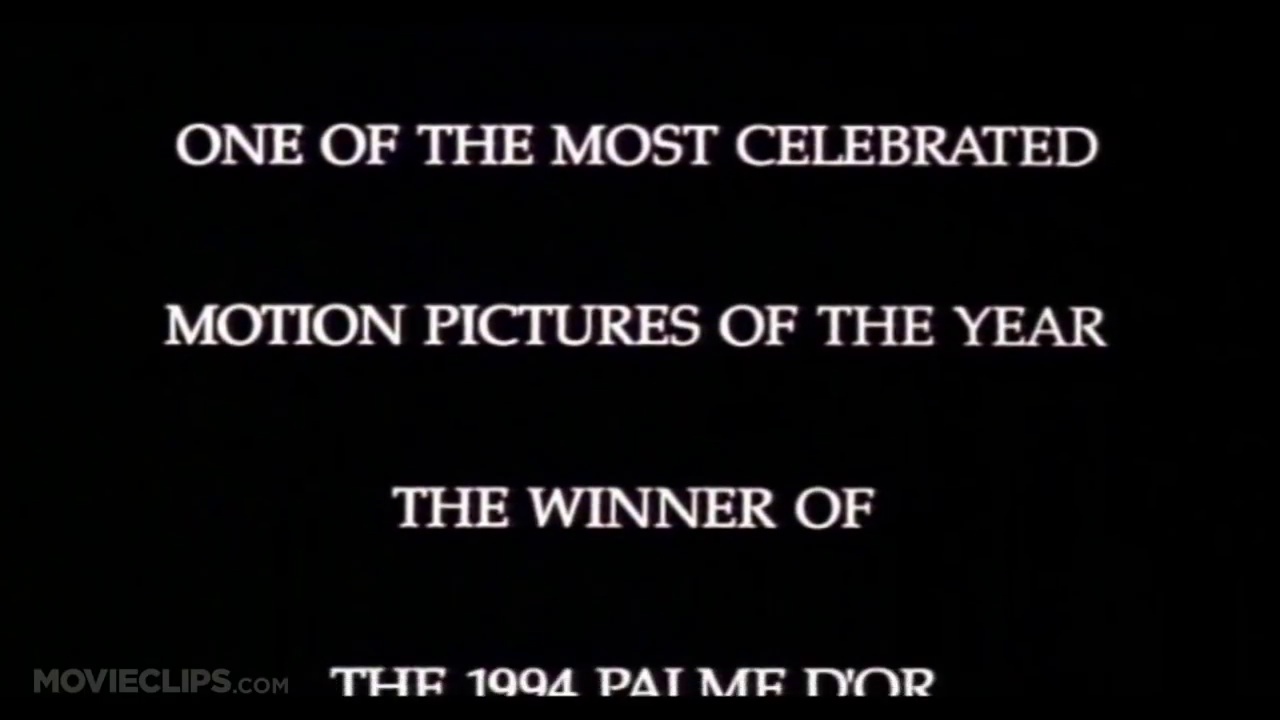 ONE OF THE MOST CELEBRATED
MOTION PICTURES OF THE YEAR
THE WINNER OF
THE 1994 PALME D'OR
MOVIECLIPS.COM